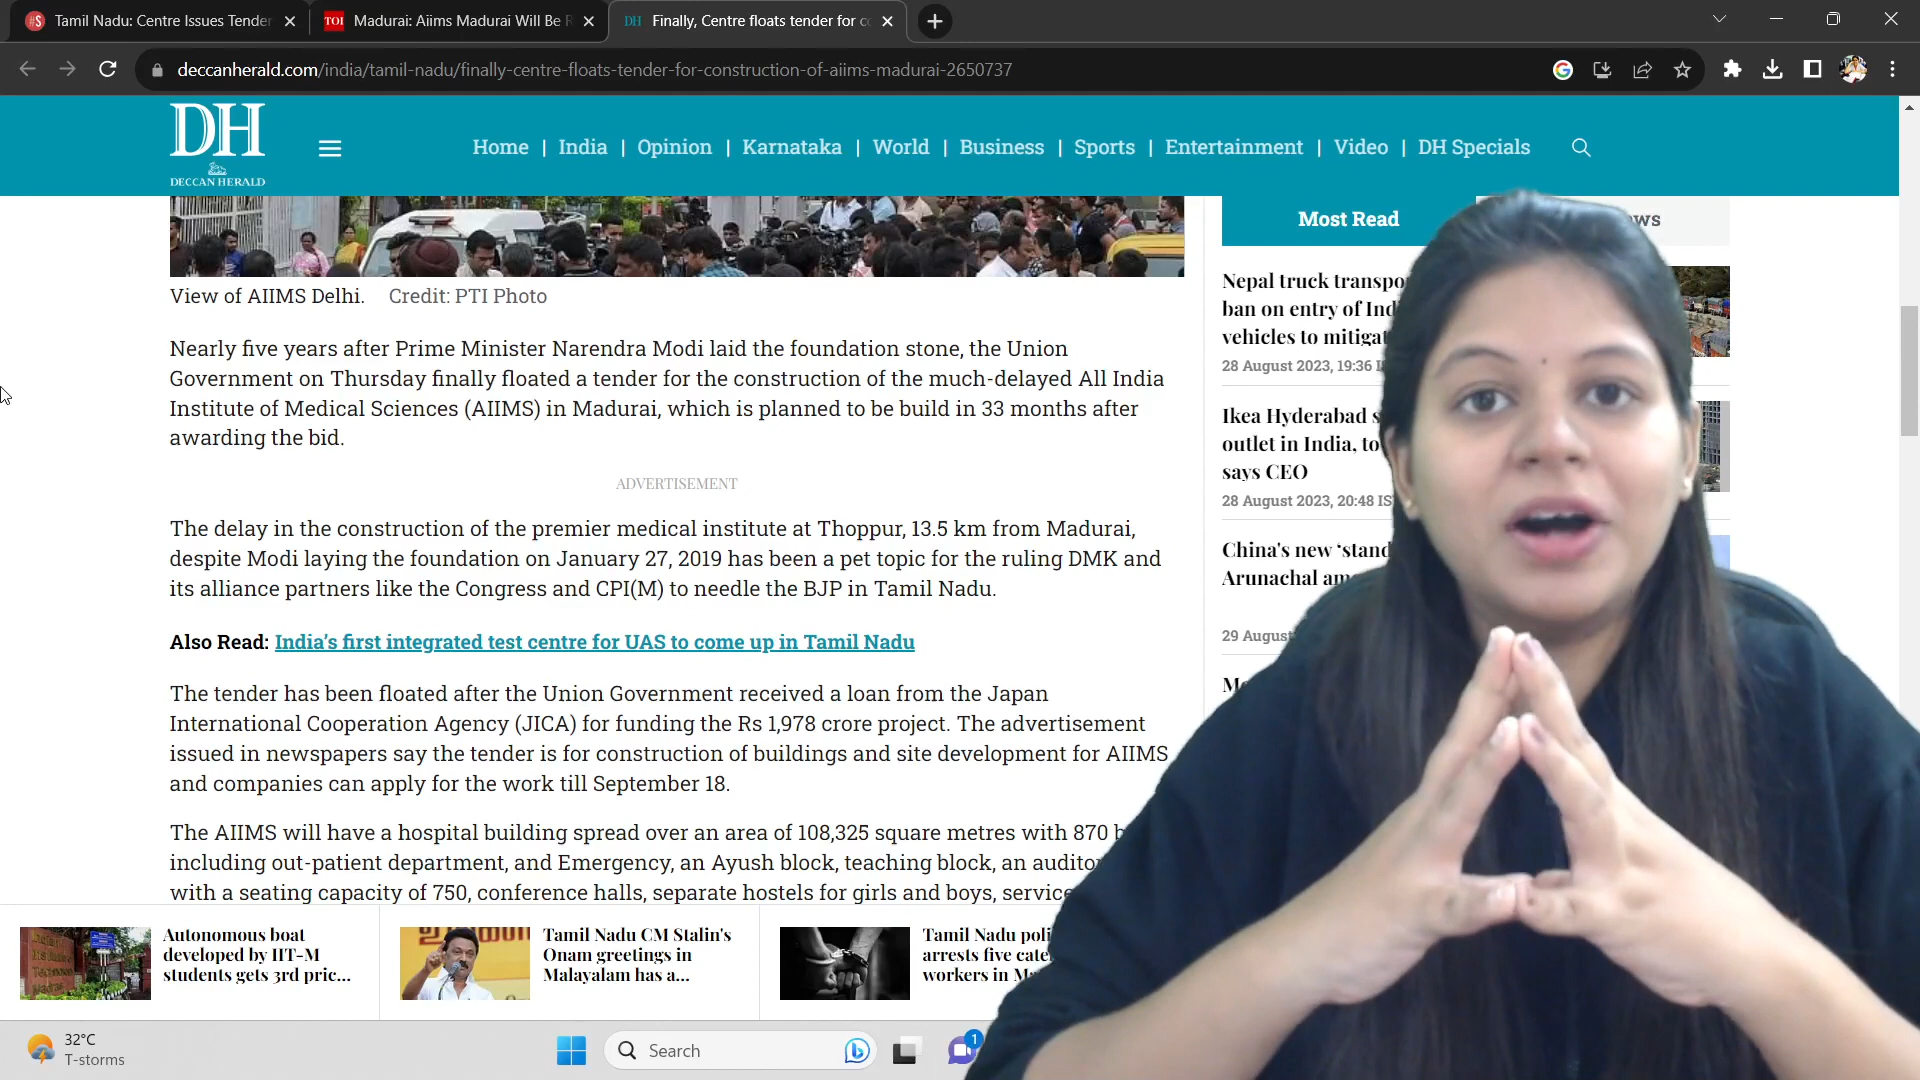 Tamil Nadu: Centre Issues Tender
TOI Madurai: Aiims Madurai Will Be R
DH Finally, Centre floats tender for co
deccanherald.com/india/tamil-nadu/finally-centre-floats-tender-for-construction-of-aiims-madurai-2650737
DH
DECCAN HERALD
Home | India | Opinion | Karnataka | World | Business | Sports | Entertainment | Video | DH Specials
Most Read
View of AIIMS Delhi. Credit: PTI Photo
Nearly five years after Prime Minister Narendra Modi laid the foundation stone, the Union
Government on Thursday finally floated a tender for the construction of the much-delayed All India
Institute of Medical Sciences (AIIMS) in Madurai, which is planned to be build in 33 months after
awarding the bid.
ADVERTISEMENT
The delay in the construction of the premier medical institute at Thoppur, 13.5 km from Madurai,
despite Modi laying the foundation on January 27, 2019 has been a pet topic for the ruling DMK and
its alliance partners like the Congress and CPI(M) to needle the BJP in Tamil Nadu.
Also Read: India's first integrated test centre for UAS to come up in Tamil Nadu
The tender has been floated after the Union Government received a loan from the Japan
International Cooperation Agency (JICA) for funding the Rs 1,978 crore project. The advertisement
issued in newspapers say the tender is for construction of buildings and site development for AIIMS
and companies can apply for the work till September 18.
The AIIMS will have a hospital building spread over an area of 108,325 square metres with 870
including out-patient department, and Emergency, an Ayush block, teaching block, an
with a seating capacity of 750, conference halls, separate hostels for girls and boys,
Nepal truck
ban on entry of
vehicles to
28 August 2023, 19:36
Ikea Hyderabad
outlet in India, to
says CEO
28 August 2023, 20:48
China's new
Arunachal
29 August
Autonomous boat
developed by IIT-M
students gets 3rd pric...
Tamil Nadu CM Stalin's
Onam greetings in
Malayalam has a...
Tamil Nadu
arrests five
workers in
32°C
T-storms
Search
1